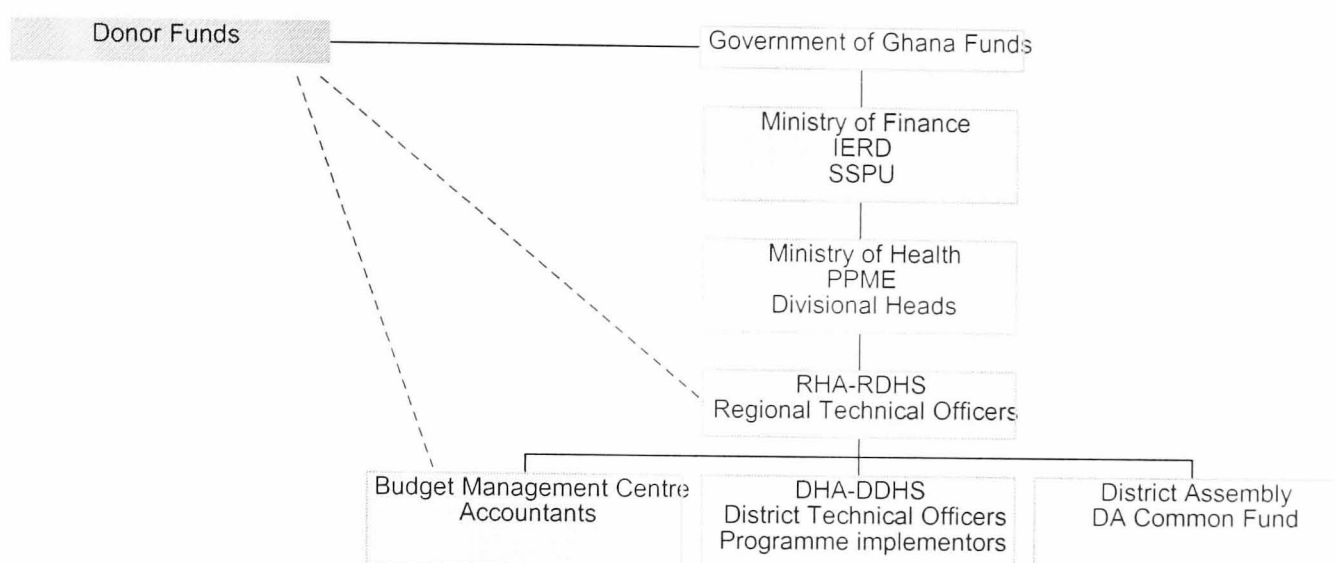 Donor Funds
Government of Ghana Funds
Ministry of Finance
IERD
SSPU
Ministry of Health
PPME
Divisional Heads
RHA-RDHS
Regional Technical Officers
Budget Management Centre
Accountants
DHA-DDHS
District Technical Officers
Programme implementors
District Assembly
DA Common Fund